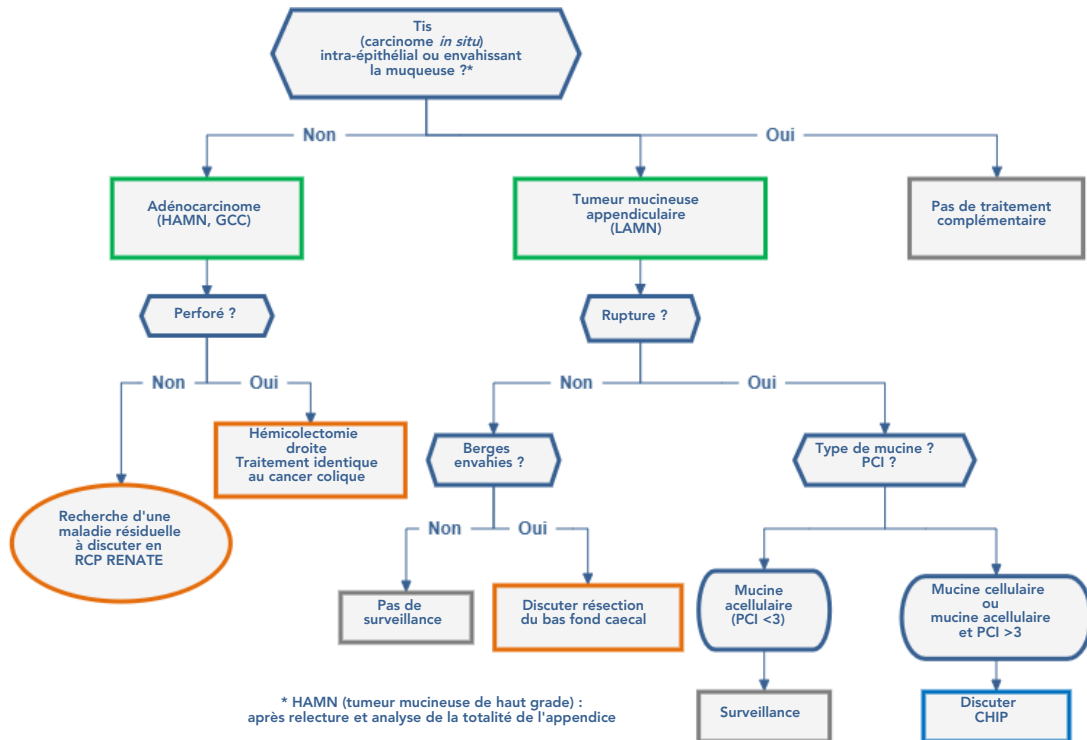 Tis
(carcinome in situ)
intra-épithélial ou envahissant
la muqueuse ?*
Non
Oui
Adénocarcinome
(HAMN, GCC)
Tumeur mucineuse
appendiculaire
(LAMN)
Pas de traitement
complémentaire
Perforé ?
Rupture ?
Non
Oui
Non
Oui
Hémicolectomie
droite
Traitement identique
au cancer colique
Berges
envahies ?
Type de mucine ?
PCI ?
Recherche d'une
maladie résiduelle
à discuter en
RCP RENATE
Non
Oui
Pas de
surveillance
Discuter résection
du bas fond caecal
Mucine
acellulaire
(PCI <3)
Mucine cellulaire
ou
mucine acellulaire
et PCI >3
* HAMN (tumeur mucineuse de haut grade) :
après relecture et analyse de la totalité de l'appendice
Surveillance
Discuter
CHIP